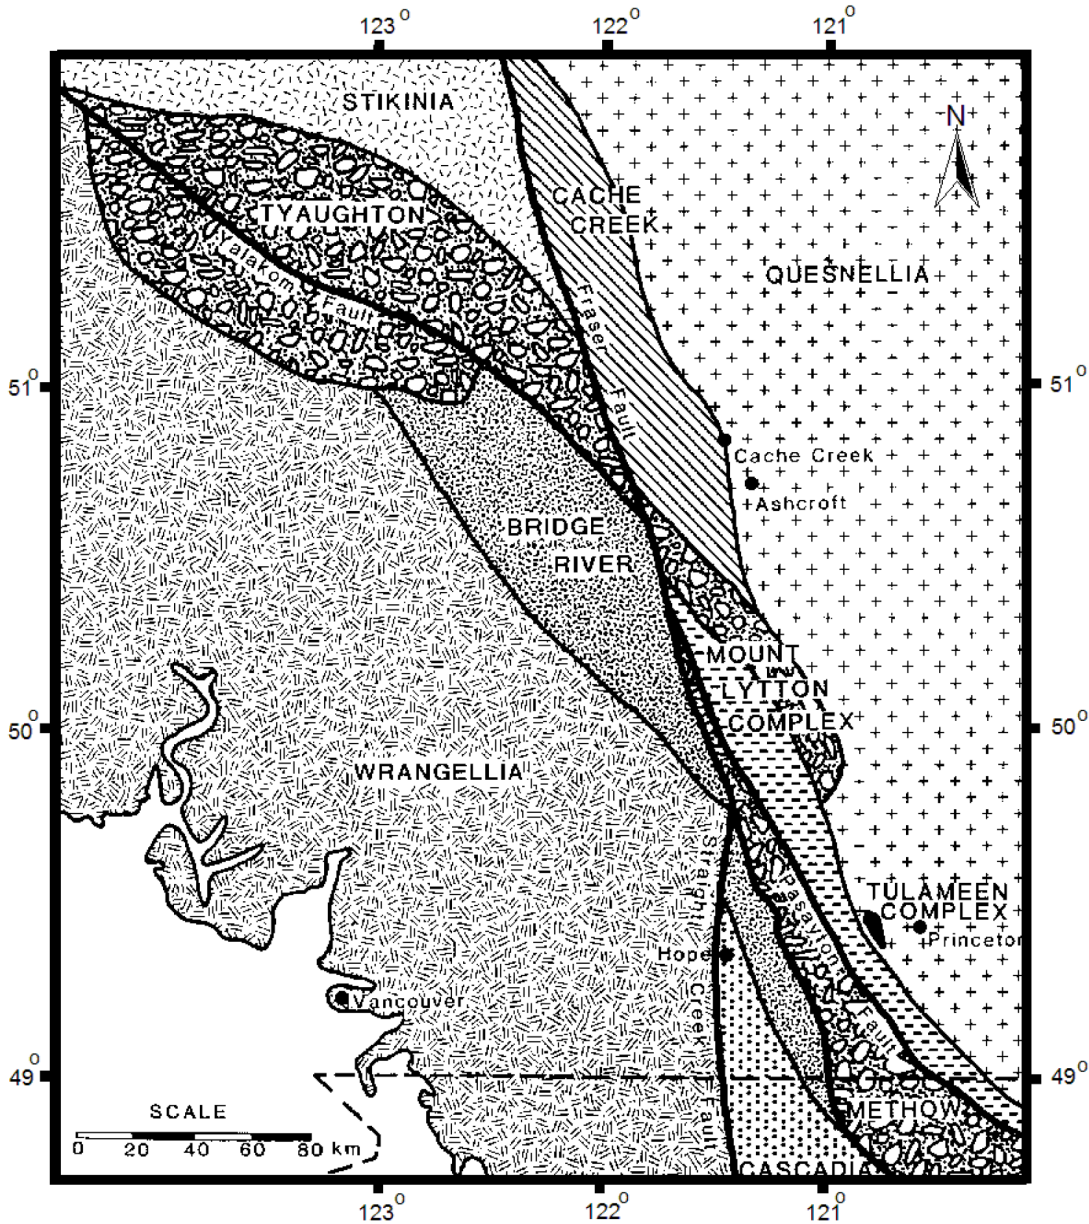 123°
122°
121°
STIKINIA
N
CACHE
CREEK
TYAUGHTON
QUESNELLIA
Yalakom Fault
Fraser Fault
51°
51°
Cache Creek
Ashcroft
BRIDGE
RIVER
MOUNT
LYTTON
COMPLEX
50°
50°
WRANGELLIA
Straight Creek Fault
Pasayton Fault
TULAMEEN
COMPLEX
Princeton
Hope
Vancouver
49°
49°
SCALE
0 20 40 60 80 km
METHOW
CASCADIA
123°
122°
121°